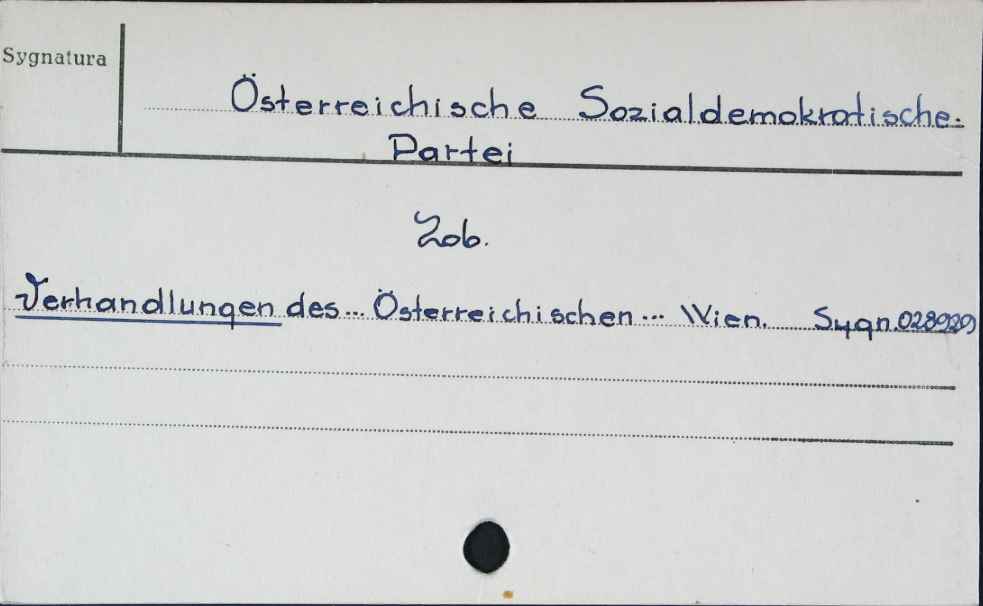 Sygnatura
Österreichische Sozialdemokratische.
Partei
Zob.
Verhandlungen des... Österreichischen... Wien. Sygn.